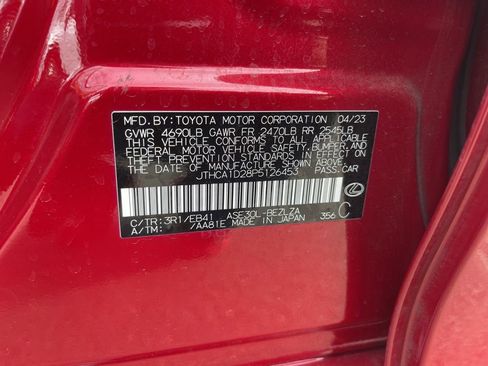 MFD.BY:TOYOTA MOTOR CORPORATION 04/23
GVWR 4690LB GAWR FR 2470LB RR 2545LB
THIS VEHICLE CONFORMS TO ALL APPLICABLE
FEDERAL MOTOR VEHICLE SAFETY,BUMPER,AND
THEFT PREVENTION STANDARDS IN EFFECT ON
THE DATE OF MANUFACTURE SHOWN ABOVE.
JTHCA1D28P5126453 PASS.CAR
C/TR:3R1/EB41 ASE30L-BEZLZA 356 C
A/TM: /AA81E MADE IN JAPAN